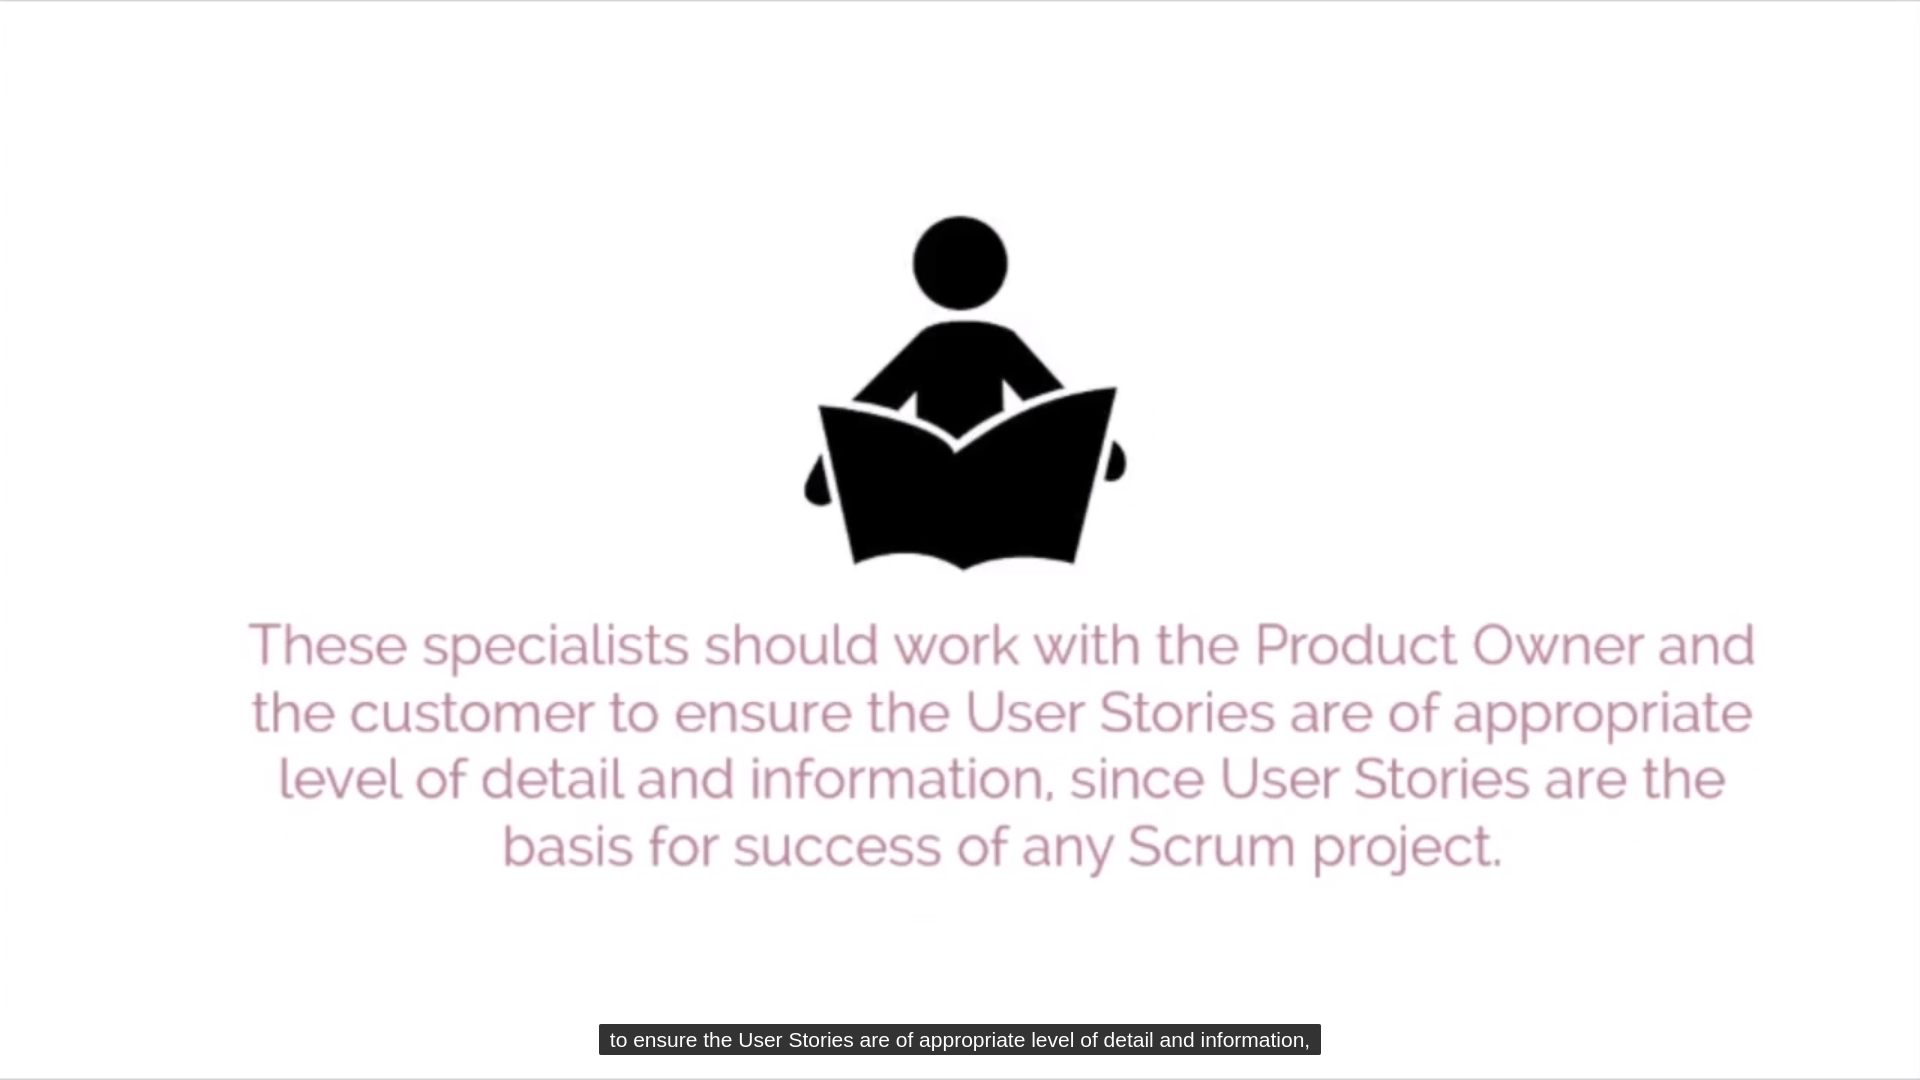 These specialists should work with the Product Owner and
the customer to ensure the User Stories are of appropriate
level of detail and information, since User Stories are the
basis for success of any Scrum project.
to ensure the User Stories are of appropriate level of detail and information,